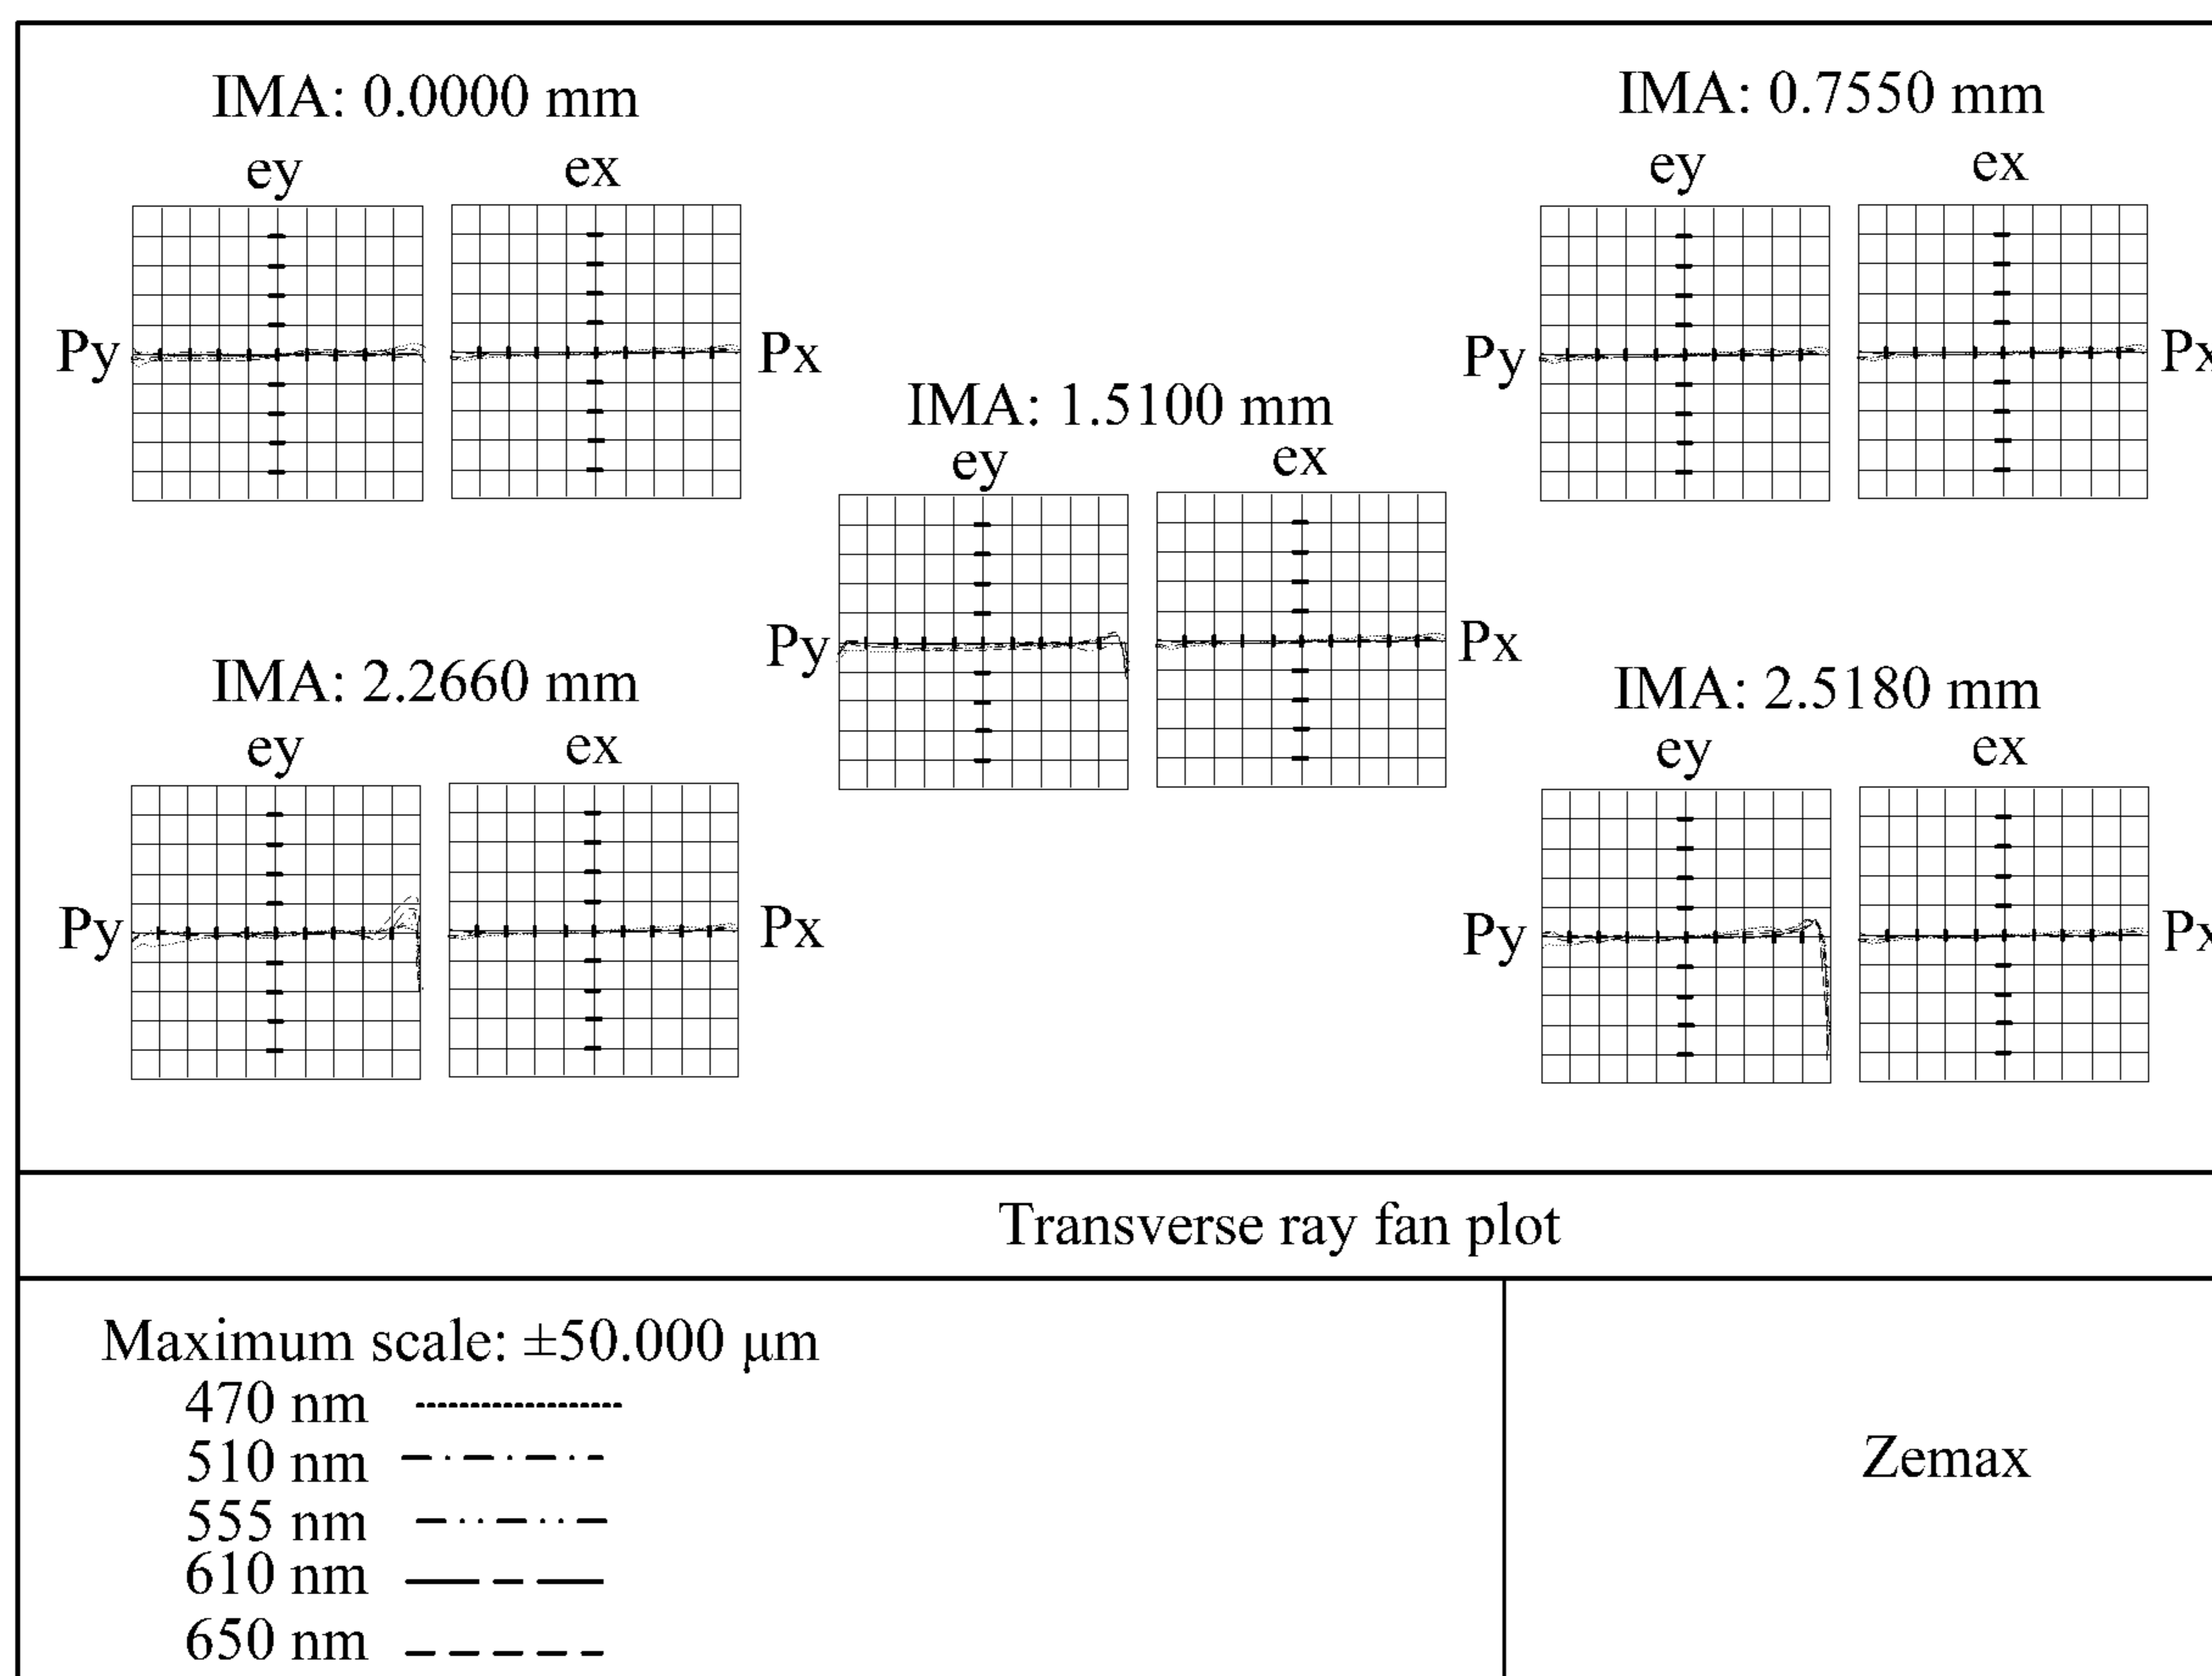 IMA: 0.0000 mm
ey ex
Py Px
IMA: 0.7550 mm
ey ex
Py Px
IMA: 1.5100 mm
ey ex
Py Px
IMA: 2.2660 mm
ey ex
Py Px
IMA: 2.5180 mm
ey ex
Py Px
Transverse ray fan plot
Maximum scale: ±50.000 μm
470 nm
510 nm
555 nm
610 nm
650 nm
Zemax